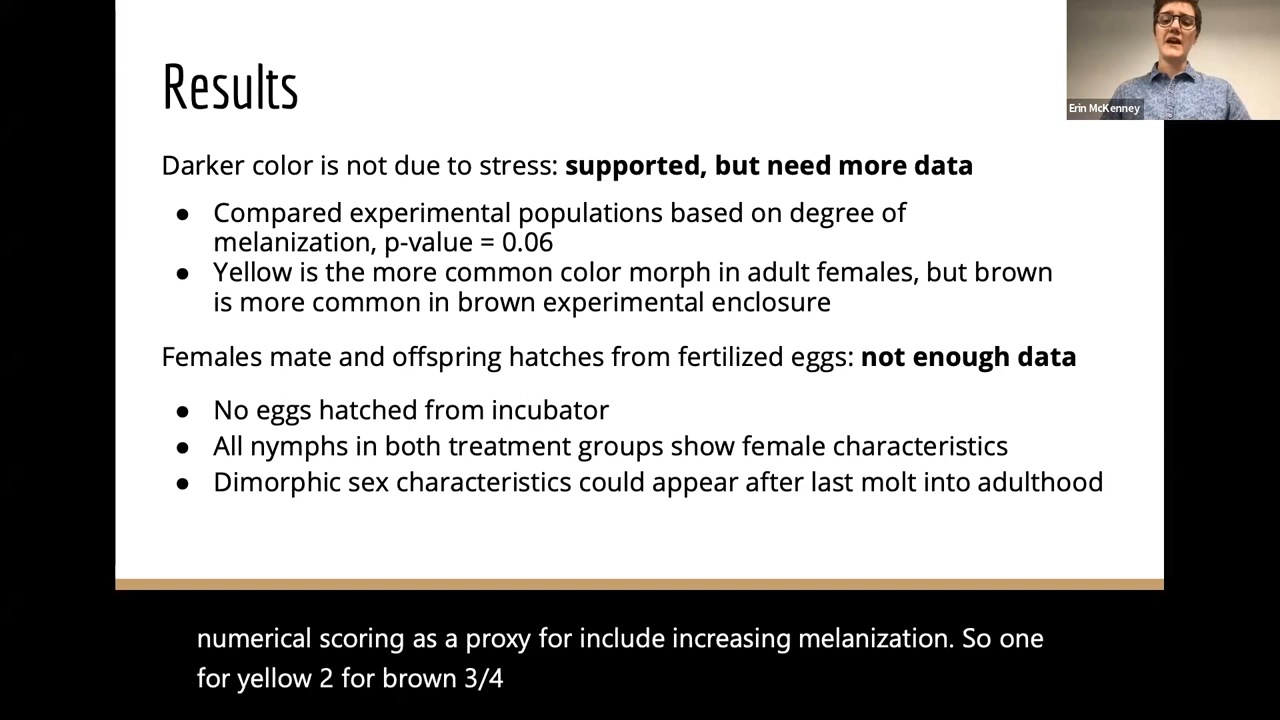 Results
Erin McKenney
Darker color is not due to stress: supported, but need more data
● Compared experimental populations based on degree of
melanization, p-value = 0.06
● Yellow is the more common color morph in adult females, but brown
is more common in brown experimental enclosure
Females mate and offspring hatches from fertilized eggs: not enough data
● No eggs hatched from incubator
● All nymphs in both treatment groups show female characteristics
● Dimorphic sex characteristics could appear after last molt into adulthood
numerical scoring as a proxy for include increasing melanization. So one
for yellow 2 for brown 3/4